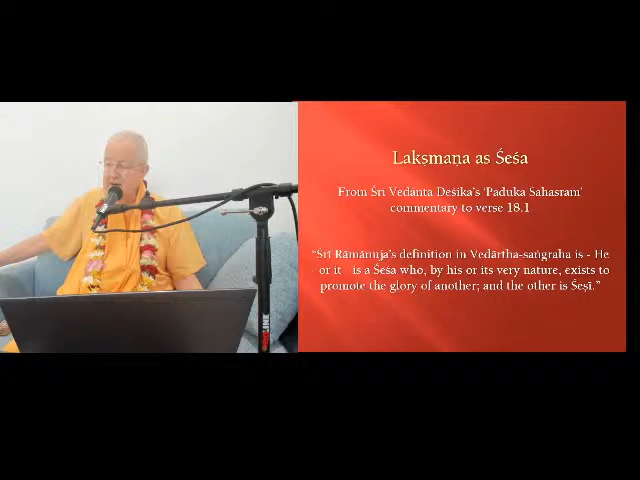 Lakṣmaṇa as Śeśa
From Śrī Vedānta Deśika's 'Paduka Sahasram'
commentary to verse 18.1
"Śrī Rāmānuja's definition in Vedārtha-saṅgraha is - He
- or it - is a Śeśa who, by his or its very nature, exists to
promote the glory of another; and the other is Śeṣī."